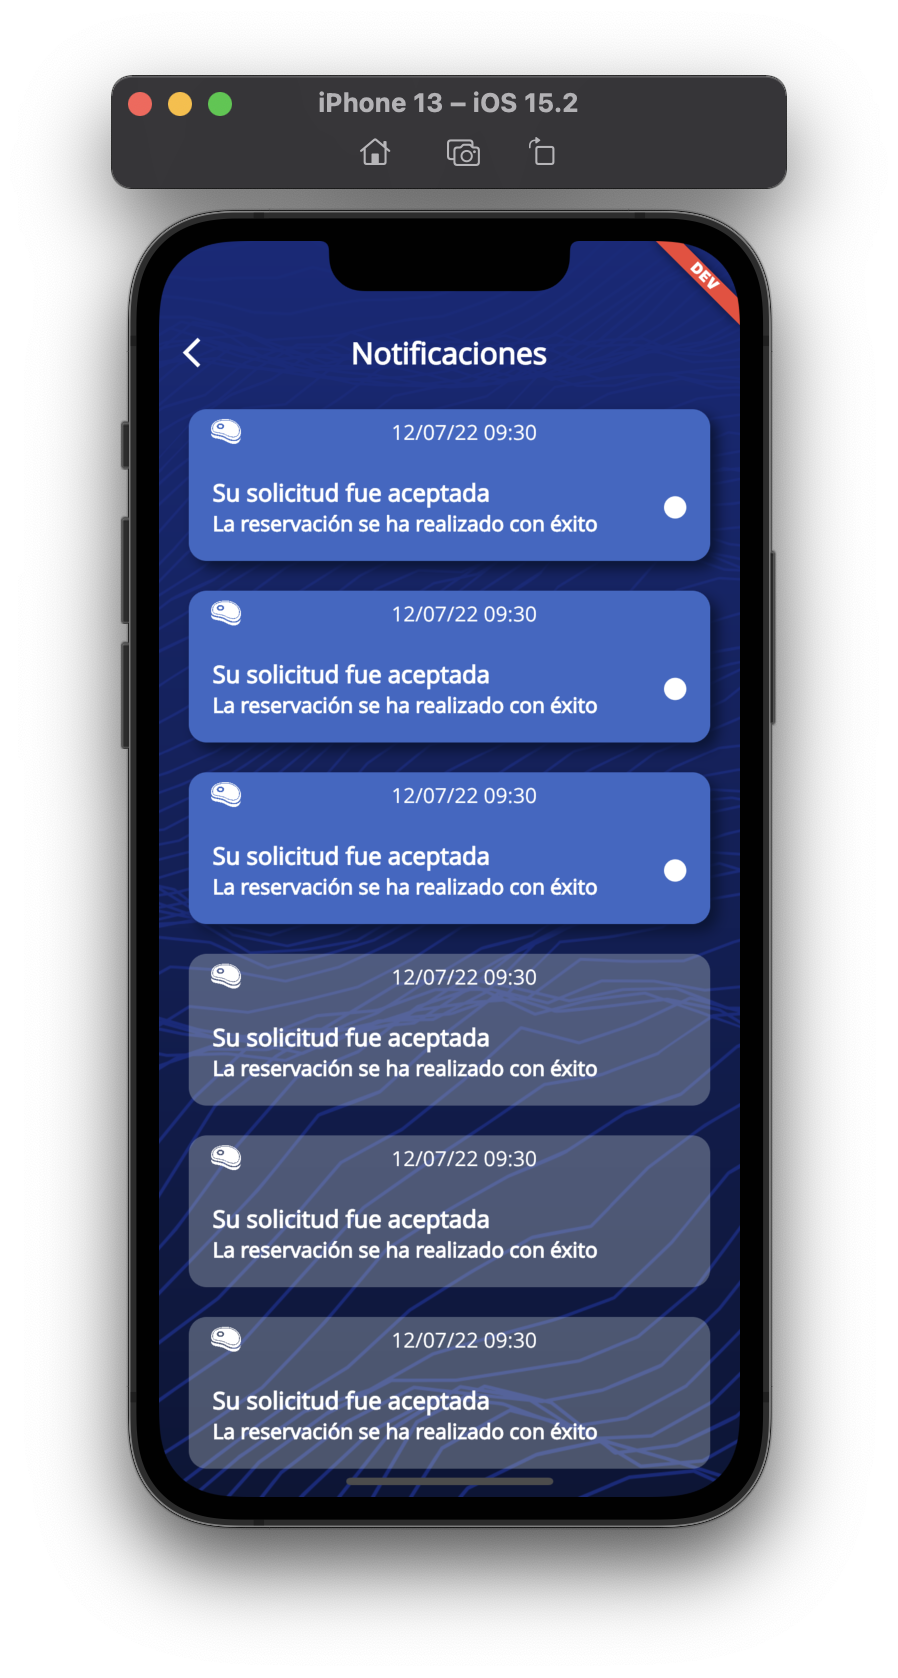 iPhone 13 – iOS 15.2
DEV
Notificaciones
12/07/22 09:30
Su solicitud fue aceptada
La reservación se ha realizado con éxito
12/07/22 09:30
Su solicitud fue aceptada
La reservación se ha realizado con éxito
12/07/22 09:30
Su solicitud fue aceptada
La reservación se ha realizado con éxito
12/07/22 09:30
Su solicitud fue aceptada
La reservación se ha realizado con éxito
12/07/22 09:30
Su solicitud fue aceptada
La reservación se ha realizado con éxito
12/07/22 09:30
Su solicitud fue aceptada
La reservación se ha realizado con éxito